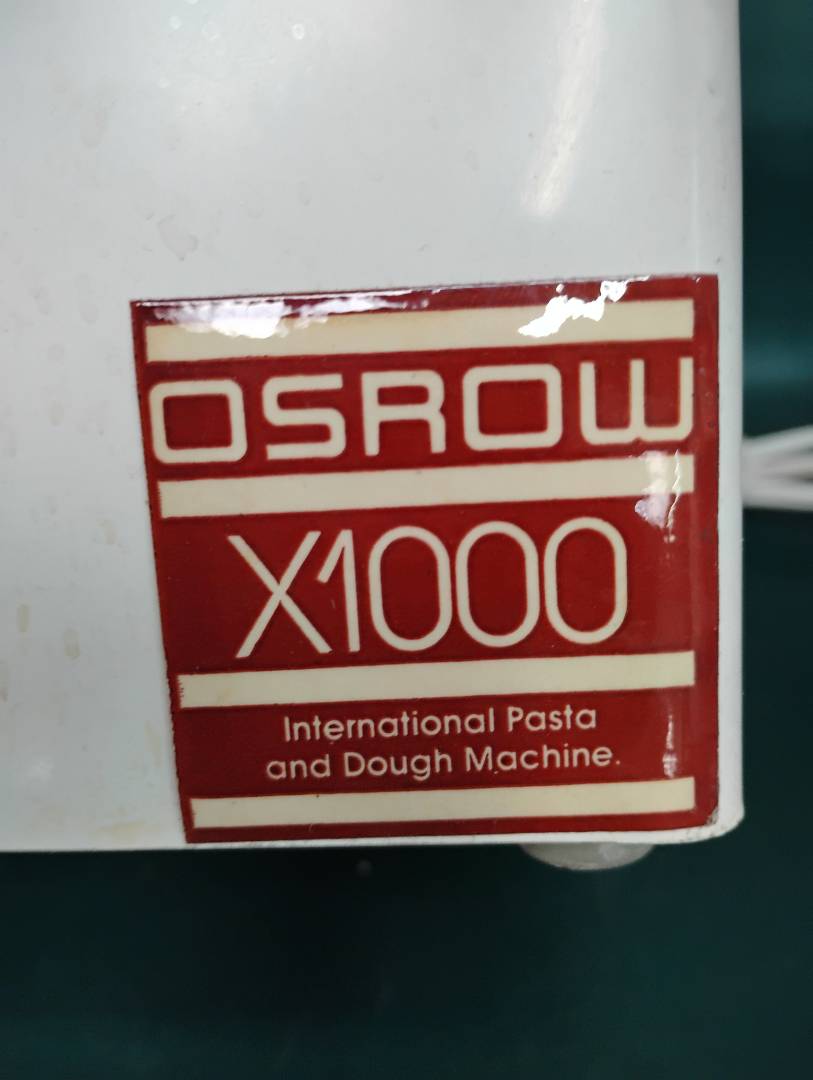 OSROW
X1000
International Pasta
and Dough Machine.